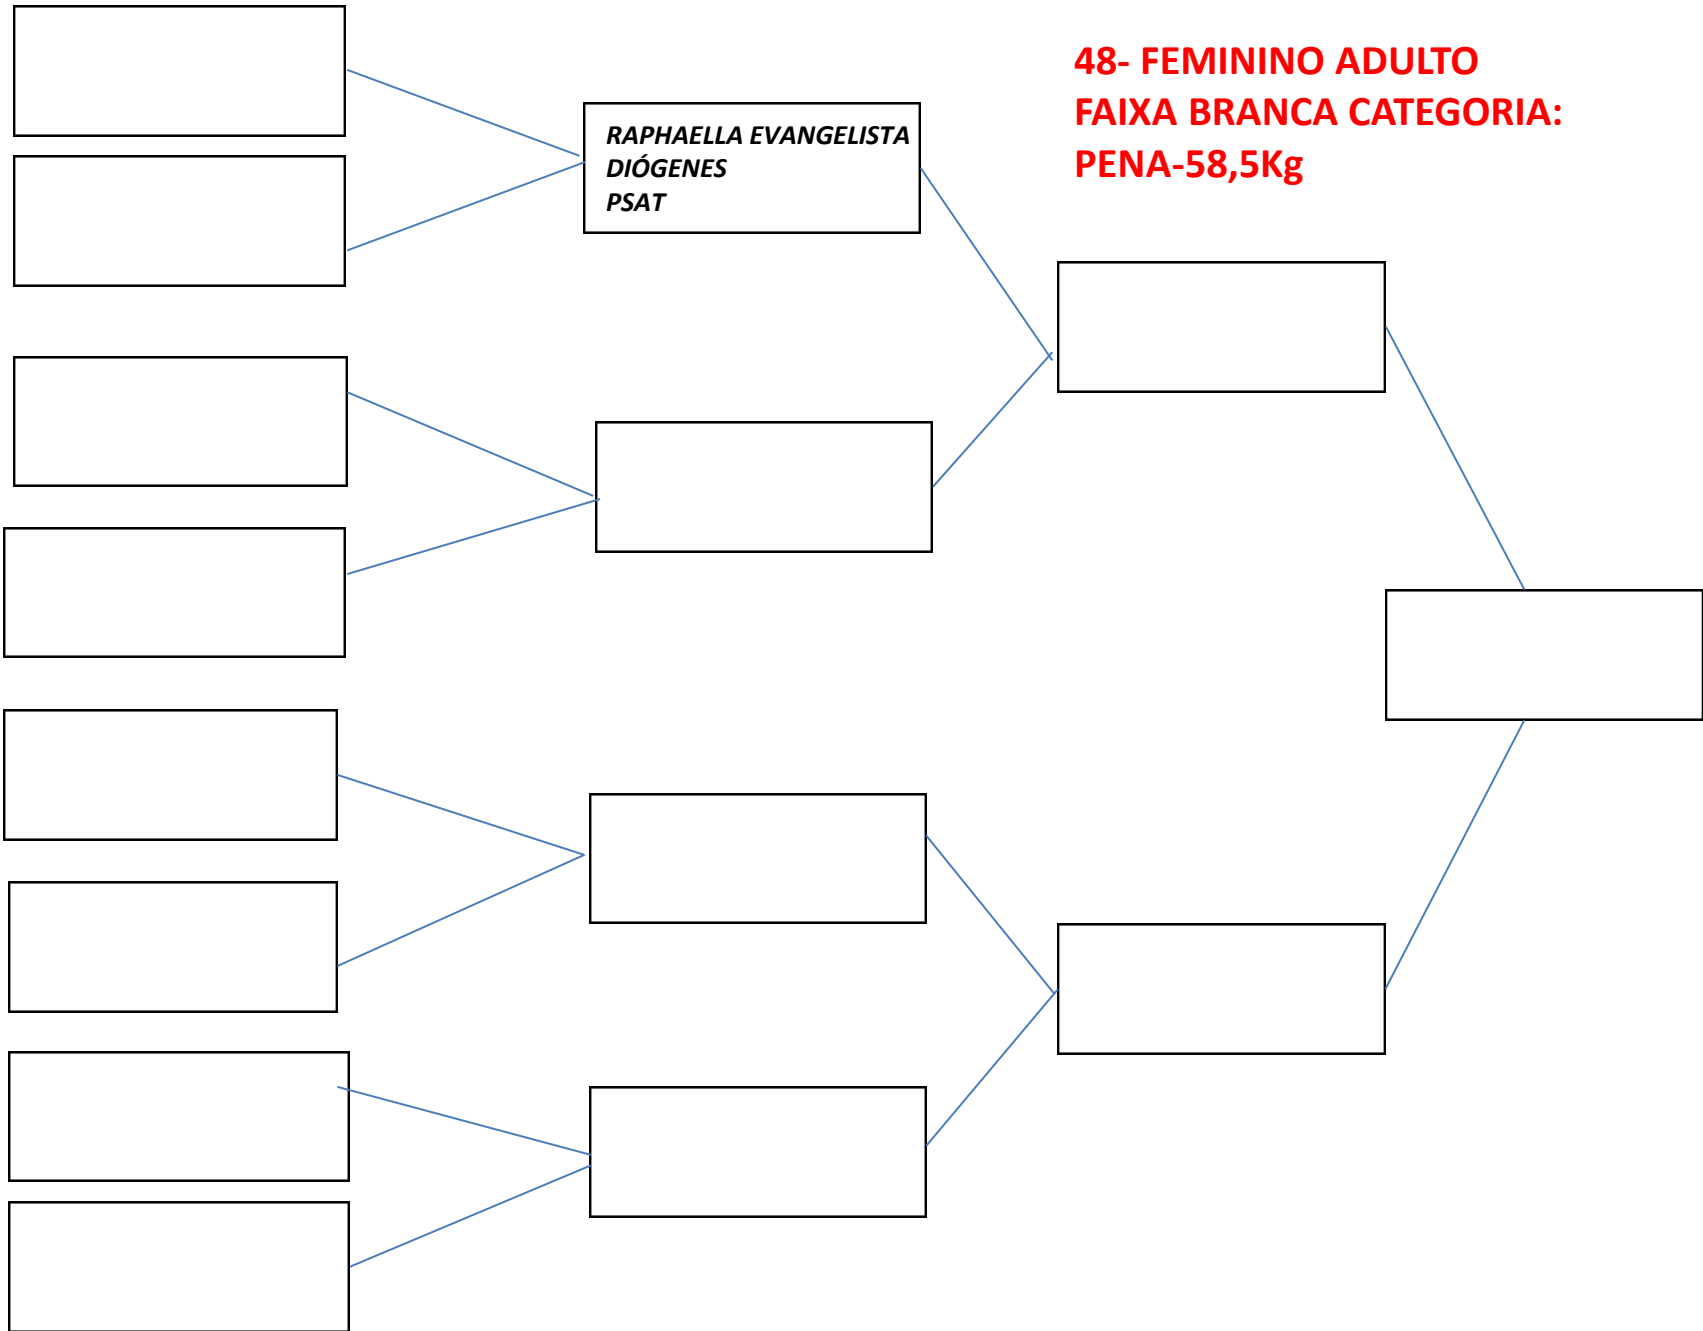 48- FEMININO ADULTO
FAIXA BRANCA CATEGORIA:
PENA-58,5Kg
RAPHAELLA EVANGELISTA
DIÓGENES
PSAT